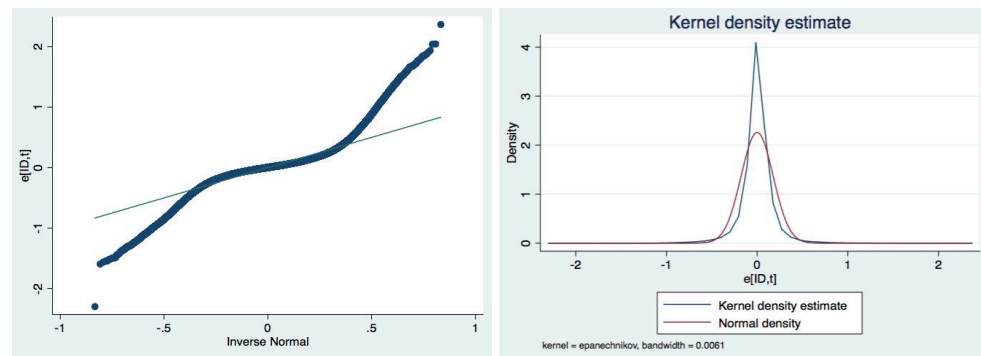 2
1
0
-1
-2
e[ID,t]
-1
-.5
0
.5
1
Inverse Normal
Kernel density estimate
4
3
2
1
0
Density
-2
-1
0
1
2
e[ID,t]
Kernel density estimate
Normal density
kernel = epanechnikov, bandwidth = 0.0061